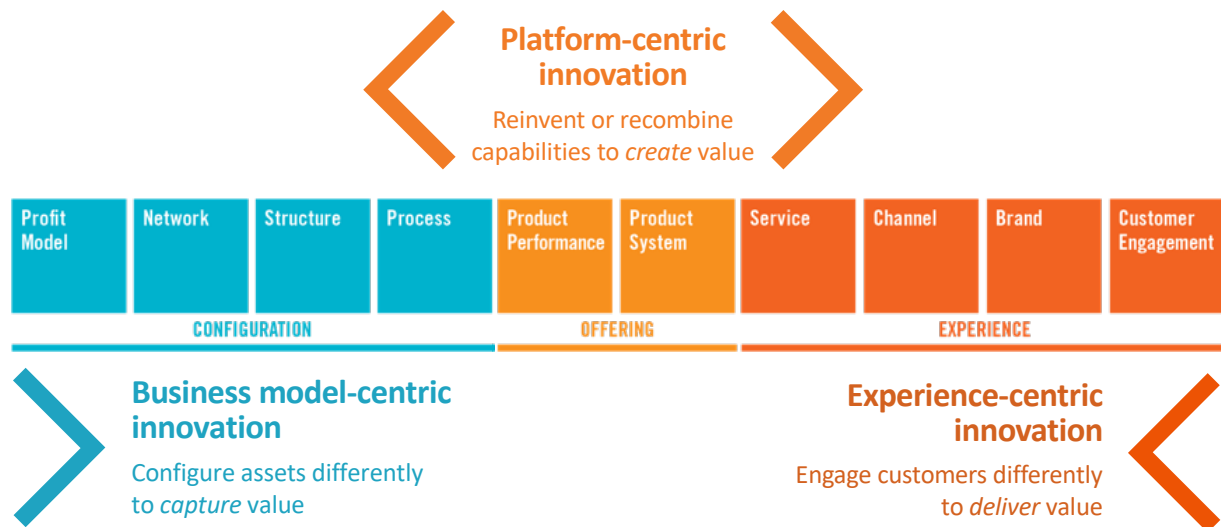 Platform-centric
innovation
Reinvent or recombine
capabilities to create value
Profit
Model
Network
Structure
Process
Product
Performance
Product
System
Service
Channel
Brand
Customer
Engagement
CONFIGURATION
OFFERING
EXPERIENCE
Business model-centric
innovation
Configure assets differently
to capture value
Experience-centric
innovation
Engage customers differently
to deliver value